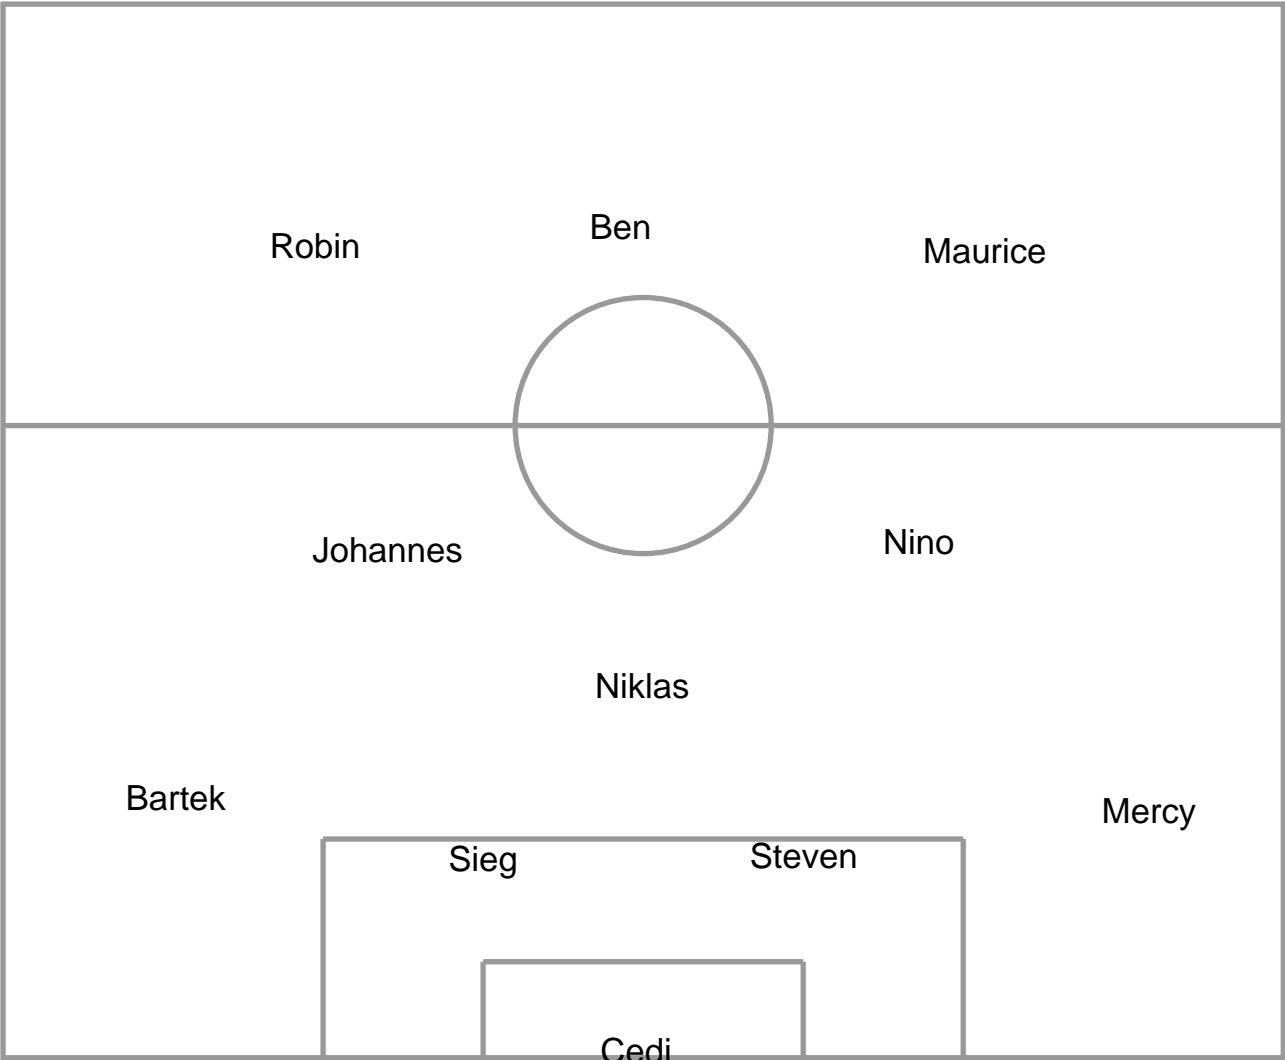 Ben
Robin
Maurice
Nino
Johannes
Niklas
Bartek
Mercy
Steven
Sieg
Cedi